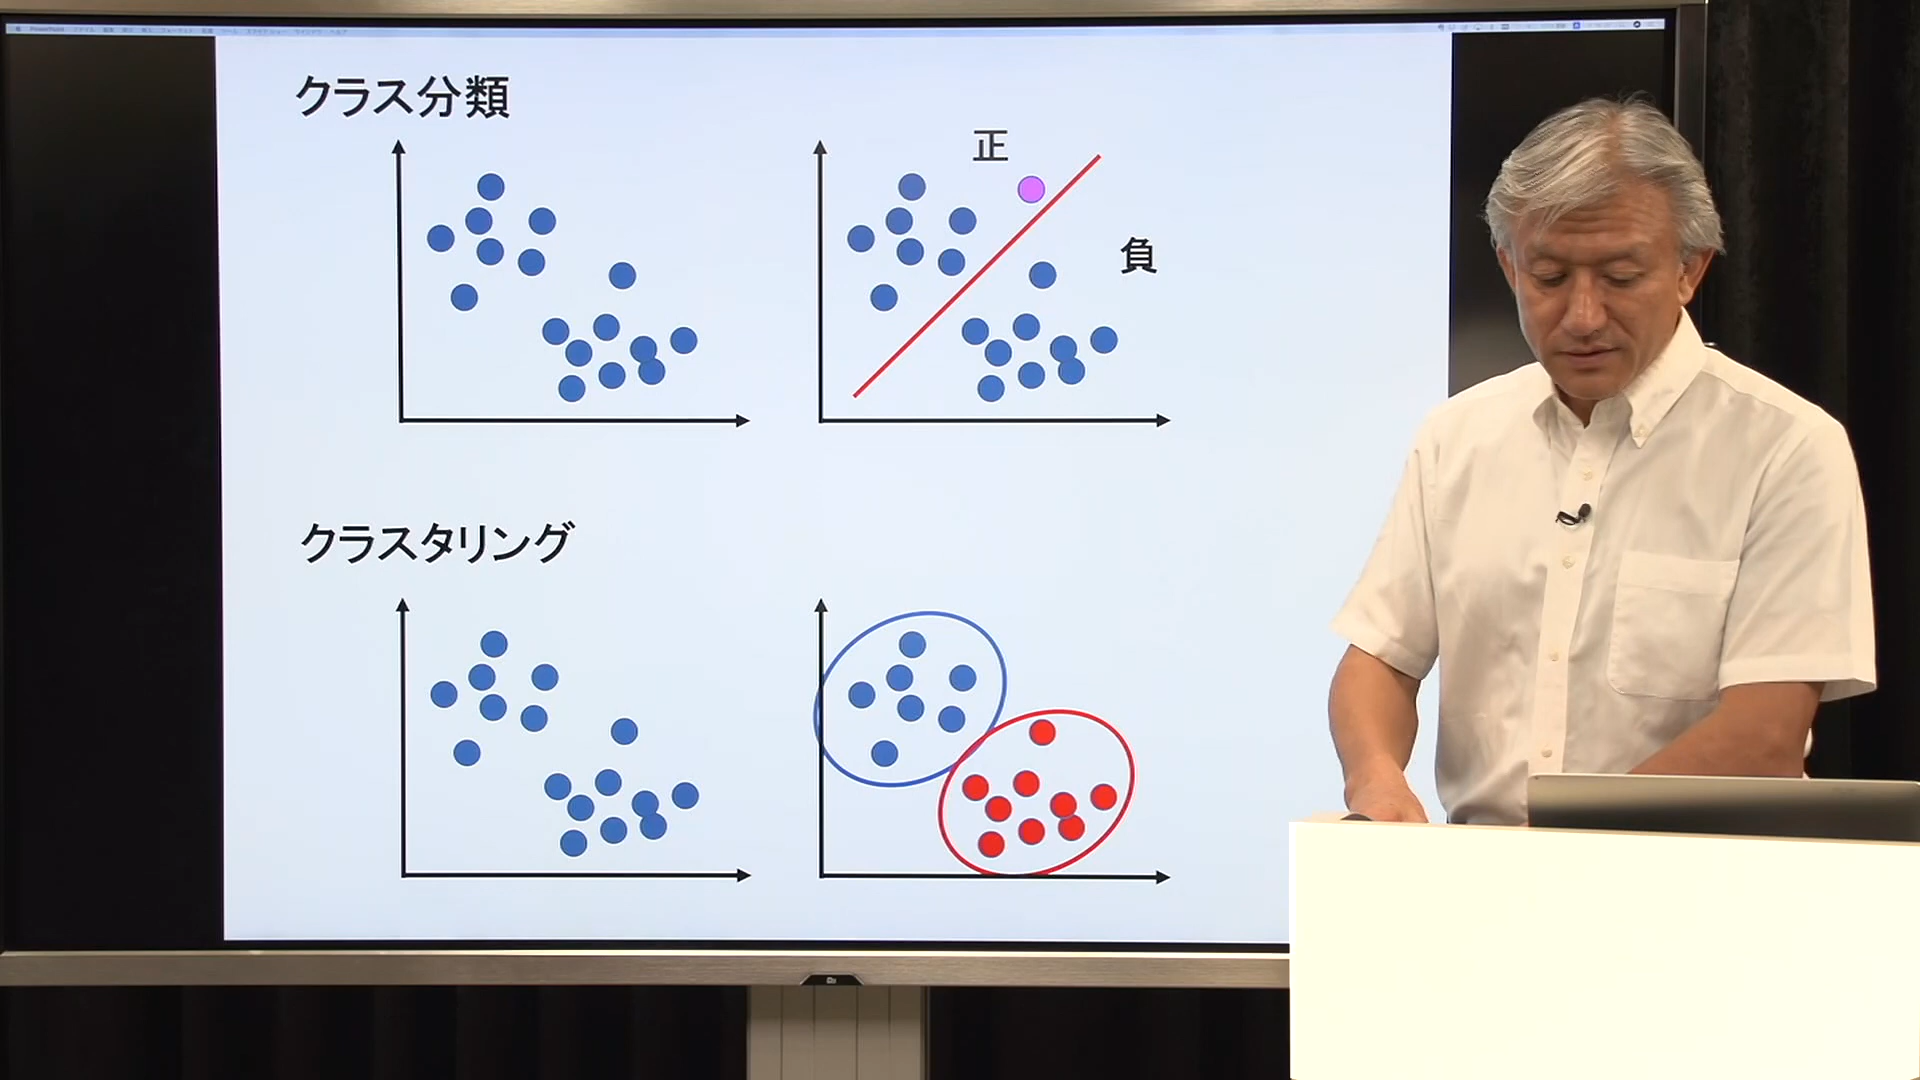 クラス分類
正
負
クラスタリング